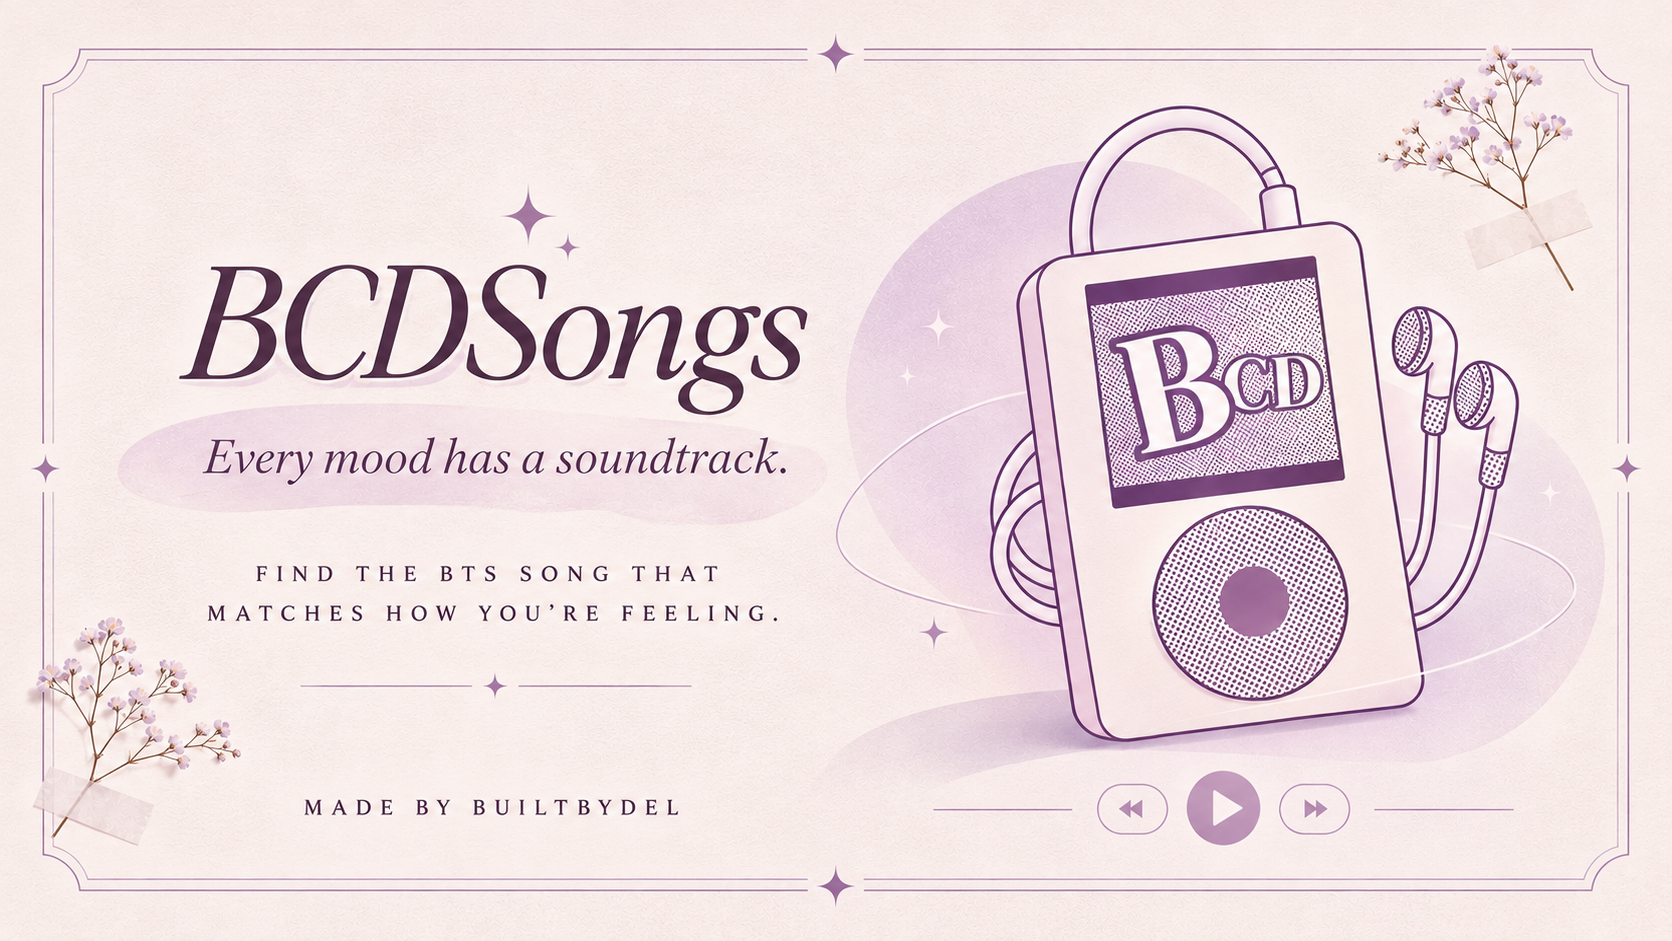 BCDSongs
Every mood has a soundtrack.
FIND THE BTS SONG THAT
MATCHES HOW YOU’RE FEELING.
MADE BY BUILTBYDEL
BCD